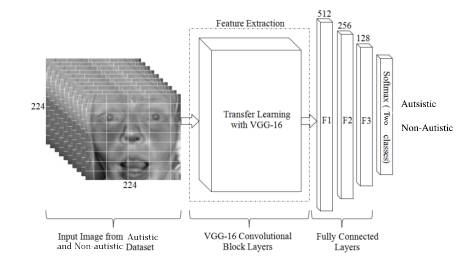 Feature Extraction
512
256
128
224
224
Transfer Learning
with VGG-16
F1
F2
F3
Softmax ( Two
classes)
Autsistic
Non-Autistic
Input Image from Autistic
and Non-autistic Dataset
VGG-16 Convolutional
Block Layers
Fully Connected
Layers